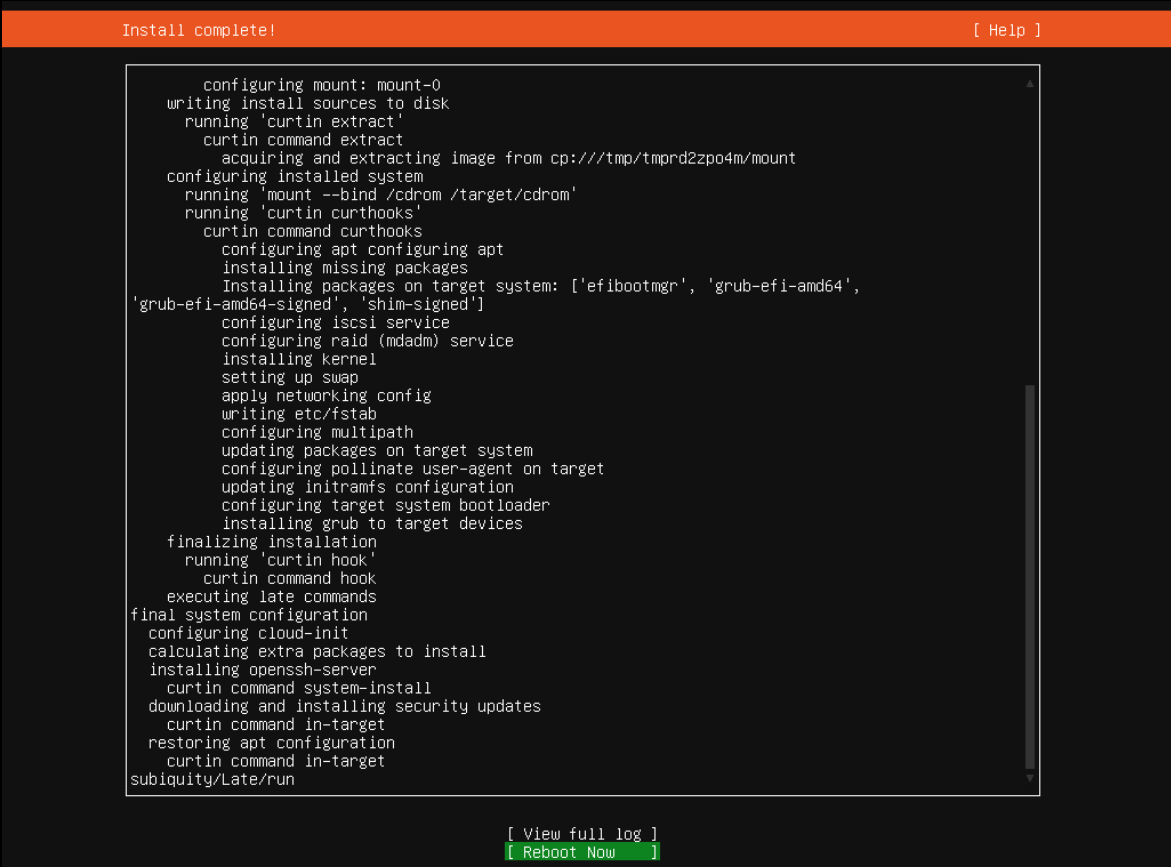 Install complete!
[ Help ]
configuring mount: mount-0
writing install sources to disk
running 'curtin extract'
curtin command extract
acquiring and extracting image from cp:///tmp/tmprd2zpo4m/mount
configuring installed system
running 'mount --bind /cdrom /target/cdrom'
running 'curtin curthooks'
curtin command curthooks
configuring apt configuring apt
installing missing packages
Installing packages on target system: ['efibootmgr', 'grub-efi-amd64',
'grub-efi-amd64-signed', 'shim-signed']
configuring iscsi service
configuring raid (mdadm) service
installing kernel
setting up swap
apply networking config
writing etc/fstab
configuring multipath
updating packages on target system
configuring pollinate user-agent on target
updating initramfs configuration
configuring target system bootloader
installing grub to target devices
finalizing installation
running 'curtin hook'
curtin command hook
executing late commands
final system configuration
configuring cloud-init
calculating extra packages to install
installing openssh-server
curtin command system-install
downloading and installing security updates
curtin command in-target
restoring apt configuration
curtin command in-target
subiquity/Late/run
[ View full log ]
[ Reboot Now ]